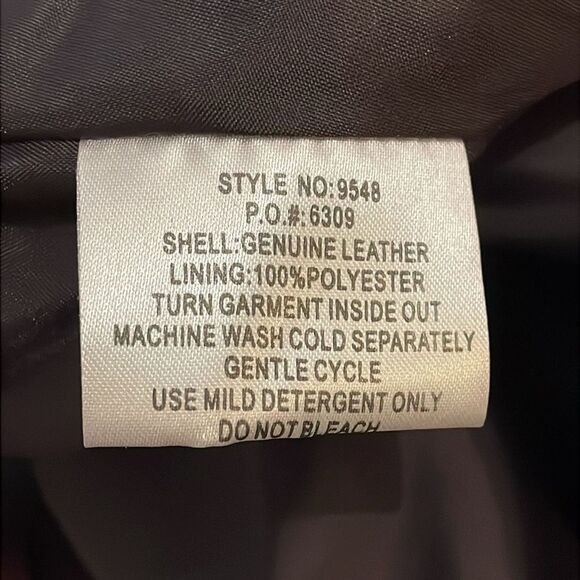 STYLE NO:9548
P.O.#:6309
SHELL:GENUINE LEATHER
LINING:100%POLYESTER
TURN GARMENT INSIDE OUT
MACHINE WASH COLD SEPARATELY
GENTLE CYCLE
USE MILD DETERGENT ONLY
DO NOT BLEACH